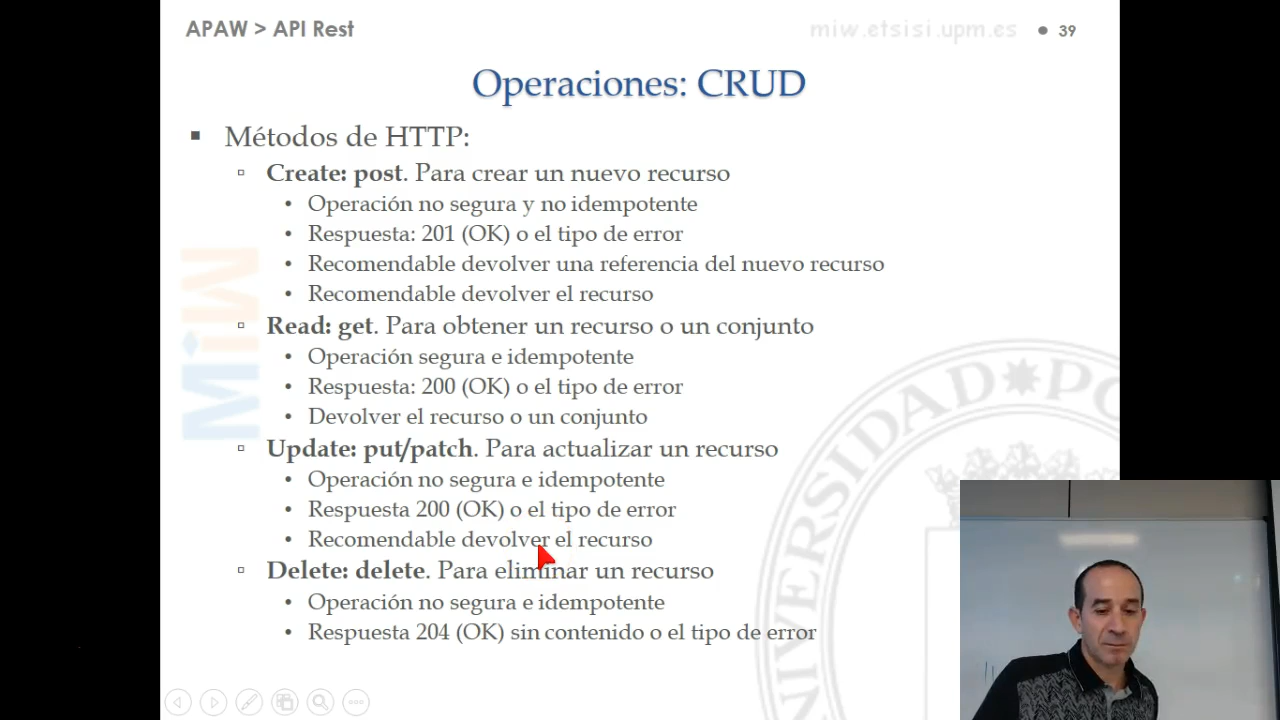 APAW > API Rest
miw.etsisi.upm.es
39
Operaciones: CRUD
Métodos de HTTP:
Create: post. Para crear un nuevo recurso
Operación no segura y no idempotente
Respuesta: 201 (OK) o el tipo de error
Recomendable devolver una referencia del nuevo recurso
Recomendable devolver el recurso
Read: get. Para obtener un recurso o un conjunto
Operación segura e idempotente
Respuesta: 200 (OK) o el tipo de error
Devolver el recurso o un conjunto
Update: put/patch. Para actualizar un recurso
Operación no segura e idempotente
Respuesta 200 (OK) o el tipo de error
Recomendable devolver el recurso
Delete: delete. Para eliminar un recurso
Operación no segura e idempotente
Respuesta 204 (OK) sin contenido o el tipo de error
MiW
UNIVERSIDAD PO